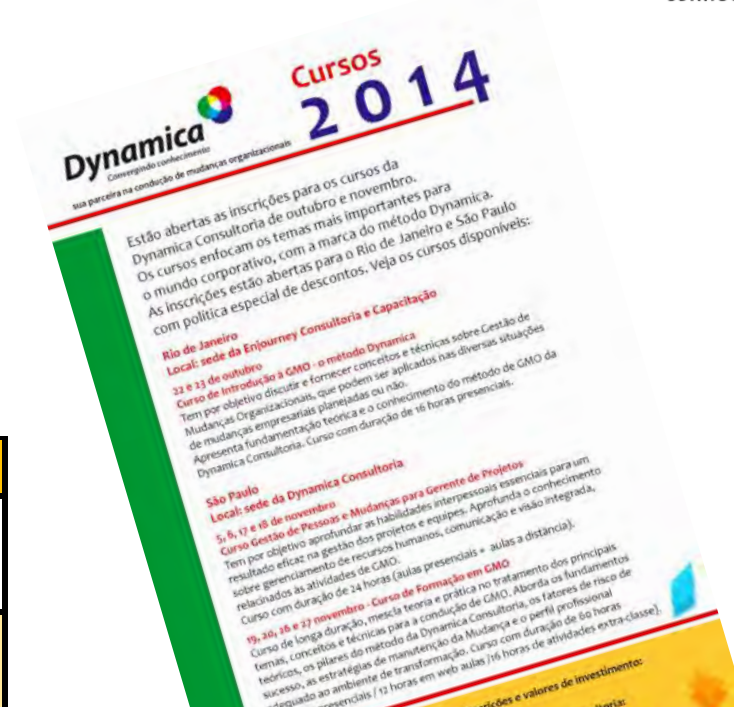 Cursos
2014
Dynamica
Convergindo conhecimento
sua parceira na condução de mudanças organizacionais
Estão abertas as inscrições para os cursos da
Dynamica Consultoria de outubro e novembro.
Os cursos enfocam os temas mais importantes para
o mundo corporativo, com a marca do método Dynamica.
As inscrições estão abertas para o Rio de Janeiro e São Paulo
com política especial de descontos. Veja os cursos disponíveis:
Rio de Janeiro
Local: sede da Enjourney Consultoria e Capacitação
22 e 23 de outubro
Curso de Introdução à GMO - o método Dynamica
Tem por objetivo discutir e fornecer conceitos e técnicas sobre Gestão de
Mudanças Organizacionais, que podem ser aplicados nas diversas situações
de mudanças empresariais planejadas ou não.
Apresenta fundamentação teórica e o conhecimento do método de GMO da
Dynamica Consultoria. Curso com duração de 16 horas presenciais.
São Paulo
Local: sede da Dynamica Consultoria
5, 6, 17 e 18 de novembro
Curso Gestão de Pessoas e Mudanças para Gerente de Projetos
Tem por objetivo aprofundar as habilidades interpessoais essenciais para um
resultado eficaz na gestão dos projetos e equipes. Aprofunda o conhecimento
sobre gerenciamento de recursos humanos, comunicação e visão integrada,
relacinados às atividades de GMO.
Curso com duração de 24 horas (aulas presenciais + aulas a distância).
19, 20, 26 e 27 novembro - Curso de Formação em GMO
Curso de longa duração, mescla teoria e prática no tratamento dos principais
temas, conceitos e técnicas para a condução de GMO. Aborda os fundamentos
teóricos, os pilares do método da Dynamica Consultoria, os fatores de risco de
sucesso, as estratégias de manutenção da Mudança e o perfil profissional
adequado ao ambiente de transformação. Curso com duração de 60 horas
presenciais / 12 horas em web aulas /16 horas de atividades extra-classe).
e valores de investimento: